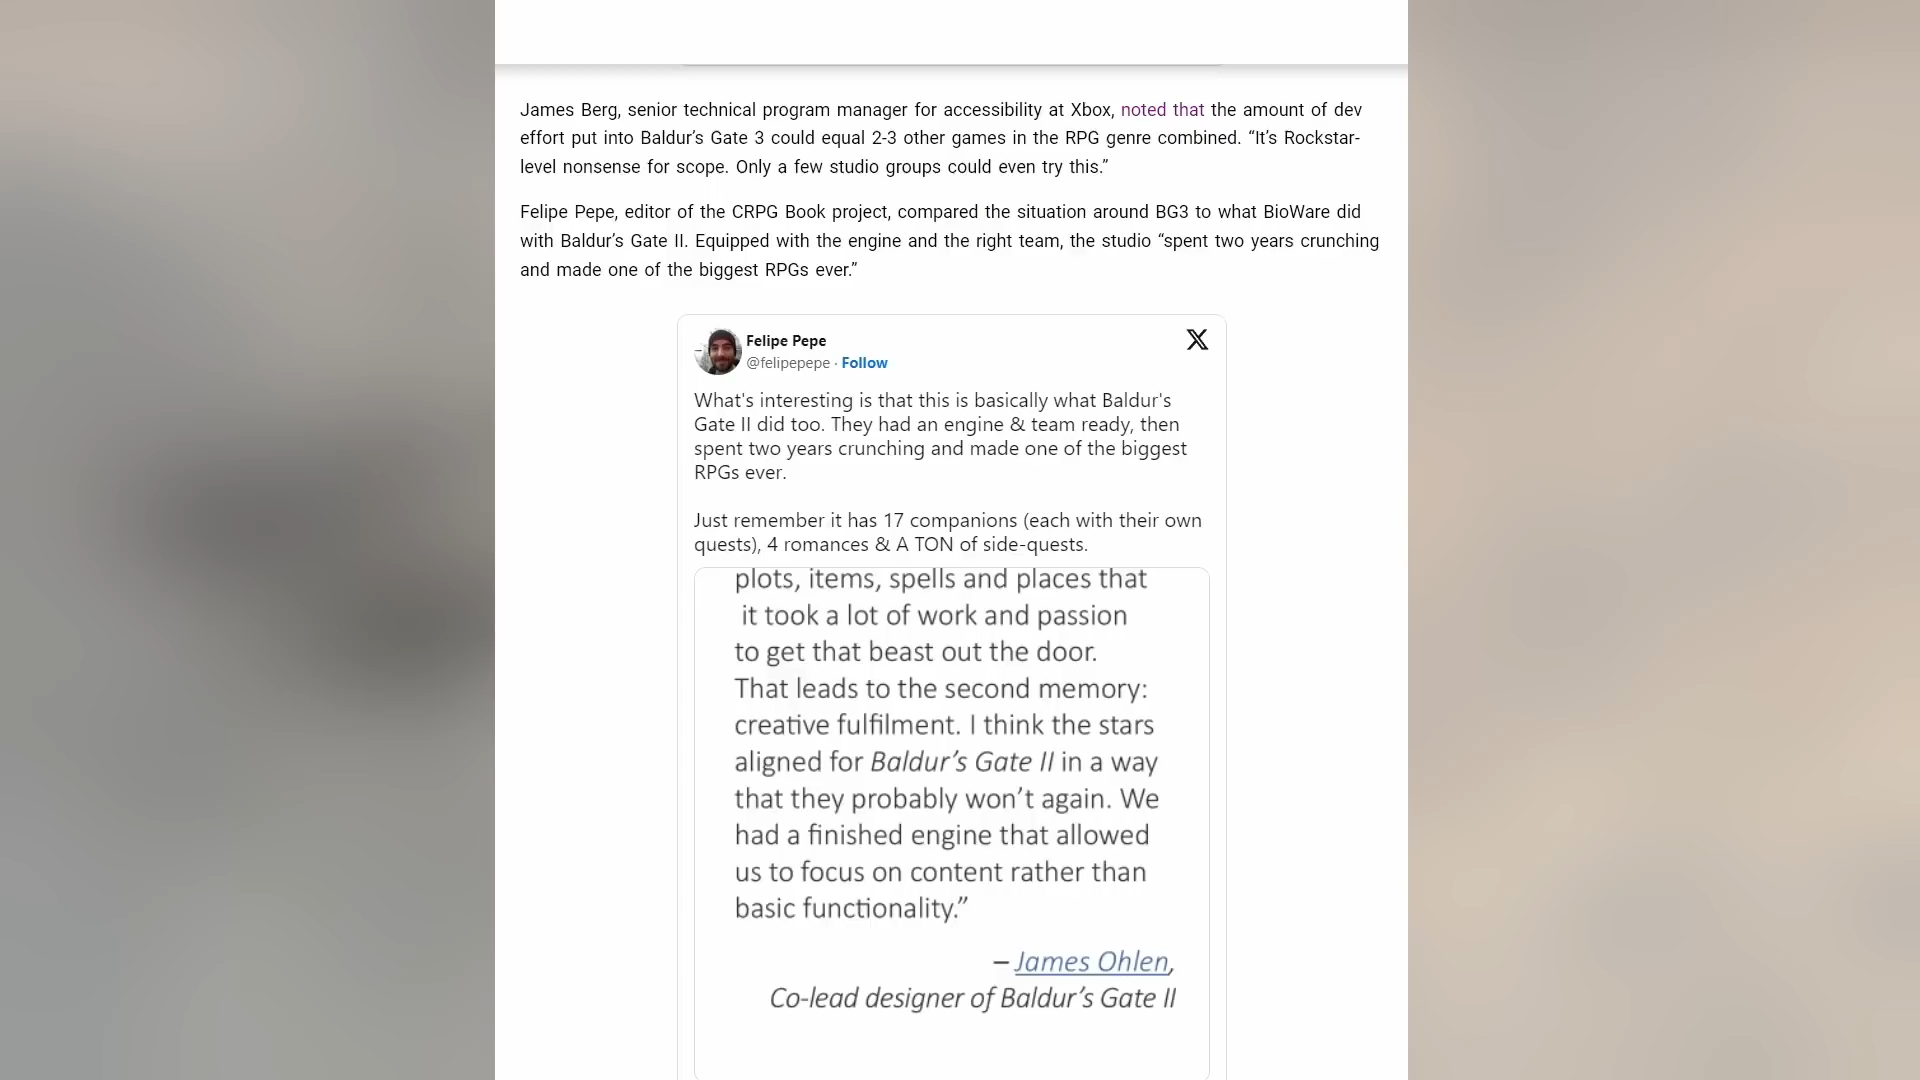 James Berg, senior technical program manager for accessibility at Xbox, noted that the amount of dev
effort put into Baldur’s Gate 3 could equal 2-3 other games in the RPG genre combined. “It’s Rockstar-
level nonsense for scope. Only a few studio groups could even try this.”
Felipe Pepe, editor of the CRPG Book project, compared the situation around BG3 to what BioWare did
with Baldur’s Gate II. Equipped with the engine and the right team, the studio “spent two years crunching
and made one of the biggest RPGs ever.”
Felipe Pepe
@felipepepe · Follow
What's interesting is that this is basically what Baldur's
Gate II did too. They had an engine & team ready, then
spent two years crunching and made one of the biggest
RPGs ever.
Just remember it has 17 companions (each with their own
quests), 4 romances & A TON of side-quests.
plots, items, spells and places that
it took a lot of work and passion
to get that beast out the door.
That leads to the second memory:
creative fulfilment. I think the stars
aligned for Baldur’s Gate II in a way
that they probably won’t again. We
had a finished engine that allowed
us to focus on content rather than
basic functionality.”
– James Ohlen,
Co-lead designer of Baldur’s Gate II